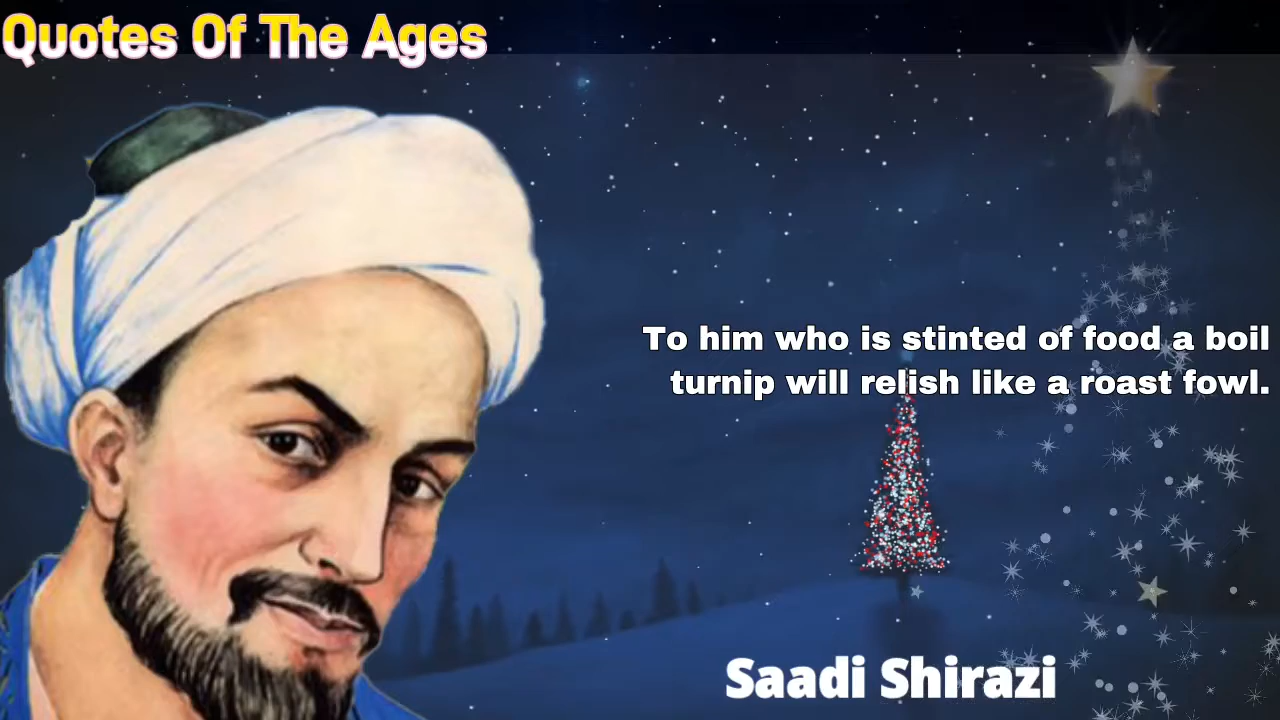 Quotes Of The Ages
To him who is stinted of food a boil
turnip will relish like a roast fowl.
Saadi Shirazi